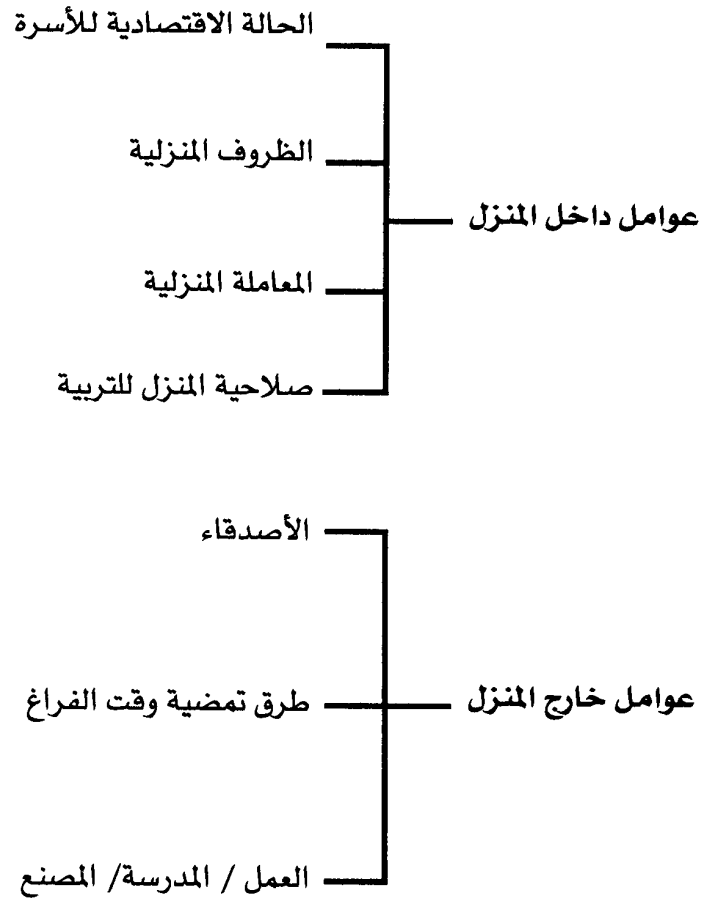 عوامل داخل المنزل
الحالة الاقتصادية للأسرة
الظروف المنزلية
المعاملة المنزلية
صلاحية المنزل للتربية
عوامل خارج المنزل
الأصدقاء
طرق تمضية وقت الفراغ
العمل / المدرسة/ المصنع